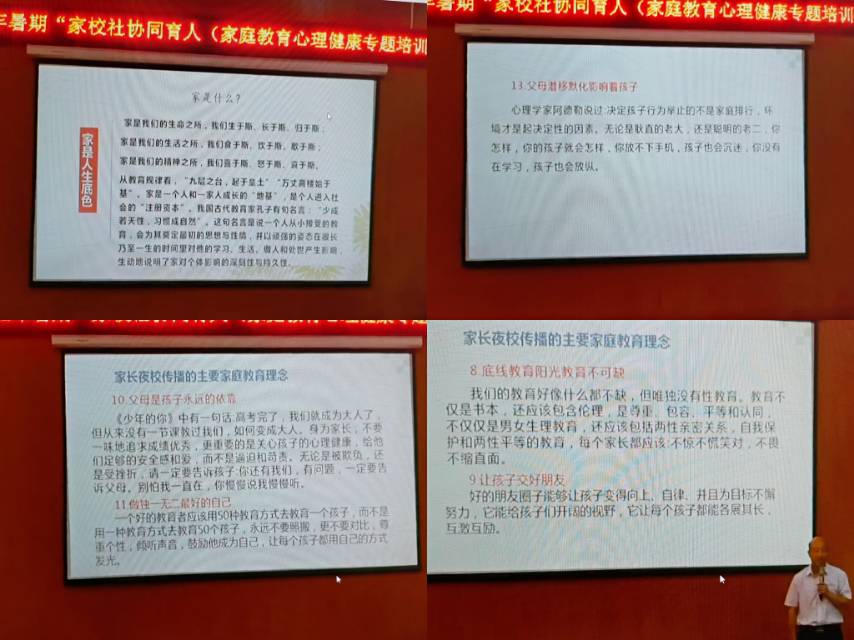 年暑期“家校社协同育人（家庭教育心理健康专题培训
家是什么？
家是人生底色
家是我们的生命之所，我们生于斯、长于斯、归于斯；
家是我们的生活之所，我们食于斯、饮于斯、歇于斯；
家是我们的精神之所，我们喜于斯、怒于斯、哀于斯。
从教育规律看，“九层之台，起于垒土”“万丈高楼始于
基”。家是一个人和一家人成长的“地基”，是个人进入社
会的“注册资本”。我国古代教育家孔子有句名言：“少成
若天性，习惯成自然”。这句名言是说一个人从小接受的教
育，会为其奠定最初的思想与性情，并以顽强的姿态在很长
乃至一生的时间里对他的学习、生活、做人和处世产生影响，
生动地说明了家对个体影响的深刻性与持久性。
年暑期“家校社协同育人（家庭教育心理健康专题培训
13.父母潜移默化影响着孩子
心理学家阿德勒说过:决定孩子行为举止的不是家庭排行，环
境才是起决定性的因素。无论是耿直的老大，还是聪明的老二，你
怎样，你的孩子就会怎样，你放不下手机，孩子也会沉迷，你没有
在学习，孩子也会放纵。
家长夜校传播的主要家庭教育理念
10.父母是孩子永远的依靠
《少年的你》中有一句话:高考完了，我们就成为大人了，
但从来没有一节课教过我们，如何变成大人。身为家长，不要
一味地追求成绩优秀，更重要的是关心孩子的心理健康，给他
们足够的安全感和爱，而不是逼迫和苛责。无论是被欺负，还
是受挫折，请一定要告诉孩子:你还有我们，有问题，一定要告
诉父母。别怕我一直在，你慢慢说我慢慢听。
11.做独一无二最好的自己
一个好的教育者应该用50种教育方式去教育一个孩子，而不是
用一种教育方式去教育50个孩子，永远不要照搬，更不要对比，尊
重个性，倾听声音，鼓励他成为自己，让每个孩子都用自己的方式
发光。
家长夜校传播的主要家庭教育理念
8.底线教育阳光教育不可缺
我们的教育好像什么都不缺，但唯独没有性教育。教育不
仅是书本，还应该包含伦理，是尊重、包容、平等和认同，
不仅仅是男女生理教育，还应该包括两性亲密关系，自我保
护和两性平等的教育，每个家长都应该:不惊不慌笑对，不畏
不缩直面。
9.让孩子交好朋友
好的朋友圈子能够让孩子变得向上、自律、并且为目标不懈
努力，它能给孩子们开阔的视野，它让每个孩子都能各展其长，
互激互励。